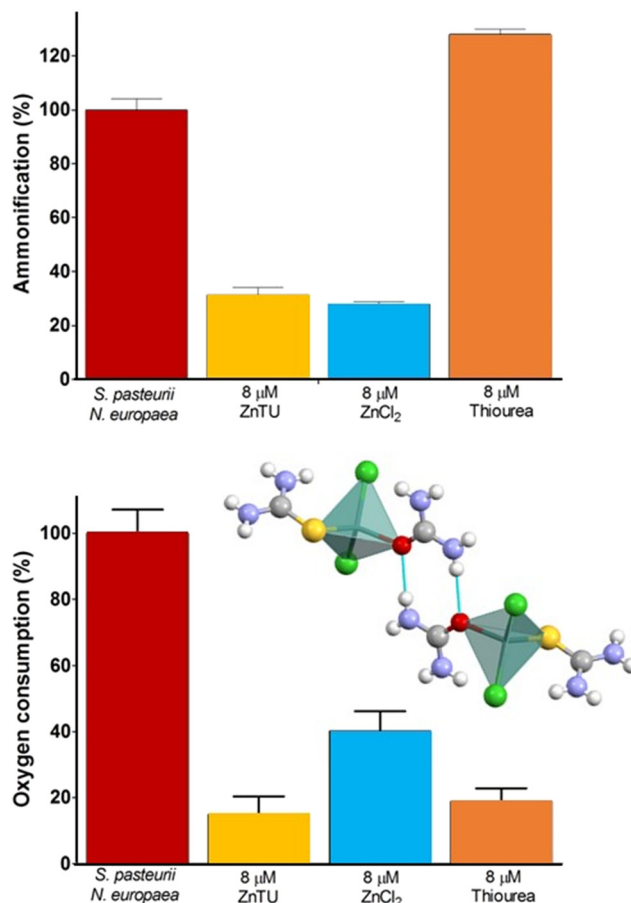 Ammonification (%)
120
100
80
60
40
20
0
S. pasteurii
N. europaea
8 μM
ZnTU
8 μM
ZnCl₂
8 μM
Thiourea
Oxygen consumption (%)
100
80
60
40
20
0
S. pasteurii
N. europaea
8 μM
ZnTU
8 μM
ZnCl₂
8 μM
Thiourea